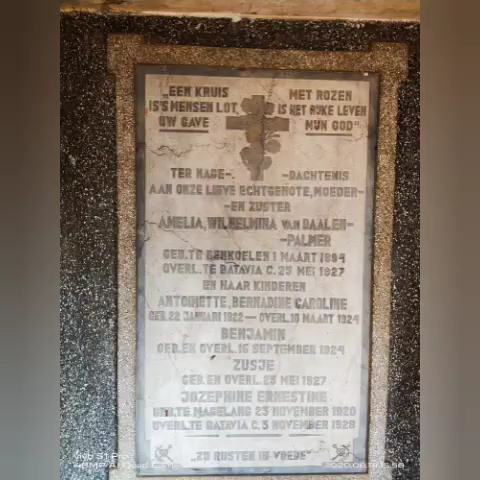 „EEN KRUIS MET ROZEN
IS 'S MENSEN LOT, IS HET RIJKE LEVEN
UW GAVE MIJN GOD"
TER NAGE-. -DACHTENIS
AAN ONZE LIEVE ECHTGENOTE, MOEDER-
-EN ZUSTER
AMELIA, WILHELMINA VAN DAALEN-
-PALMER
GEB. TE BENKOELEN 1 MAART 1894
OVERL. TE BATAVIA C. 25 MEI 1927
EN HAAR KINDEREN
ANTOINETTE, BERNADINE CAROLINE
GEB. 22 JANUARI 1922 — OVERL. 18 MAART 1924
BENJAMIN
GEB. EN OVERL. 16 SEPTEMBER 1924
ZUSJE
GEB. EN OVERL. 25 MEI 1927
JOZEPHINE ERNESTINE
GEB. TE MAGELANG 23 NOVEMBER 1920
OVERL. TE BATAVIA C. 5 NOVEMBER 1928
„ZIJ RUSTEN IN VREDE"